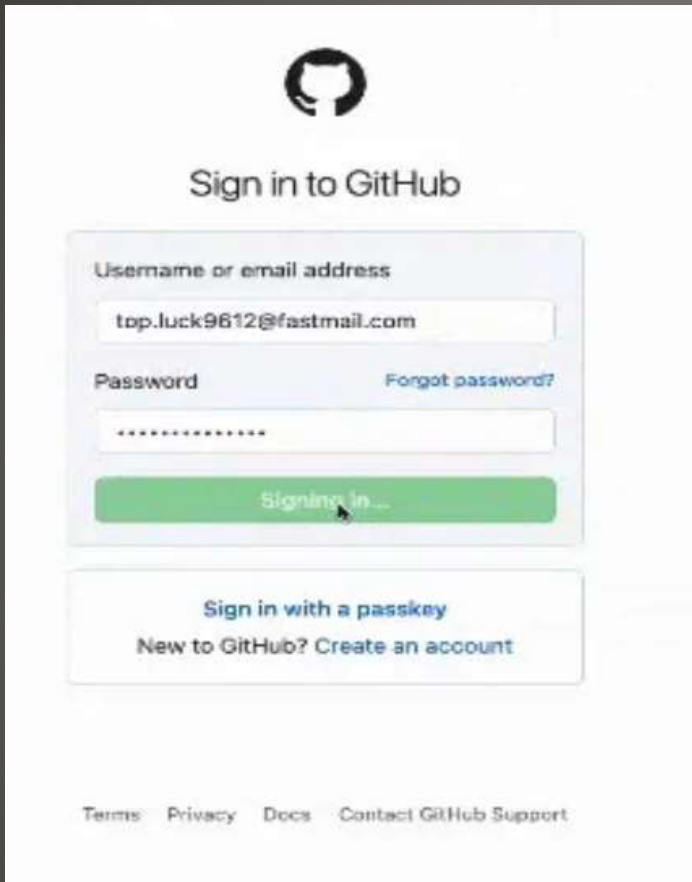 Sign in to GitHub
Username or email address
top.luck9612@fastmail.com
Password Forgot password?
••••••••••••••
Signing in...
Sign in with a passkey
New to GitHub? Create an account
Terms Privacy Docs Contact GitHub Support